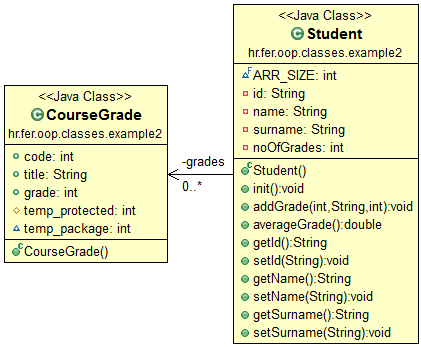 <<Java Class>>
CourseGrade
hr.fer.oop.classes.example2
code: int
title: String
grade: int
temp_protected: int
temp_package: int
CourseGrade()
-grades
0..*
<<Java Class>>
Student
hr.fer.oop.classes.example2
ARR_SIZE: int
id: String
name: String
surname: String
noOfGrades: int
Student()
init():void
addGrade(int,String,int):void
averageGrade():double
getId():String
setId(String):void
getName():String
setName(String):void
getSurname():String
setSurname(String):void